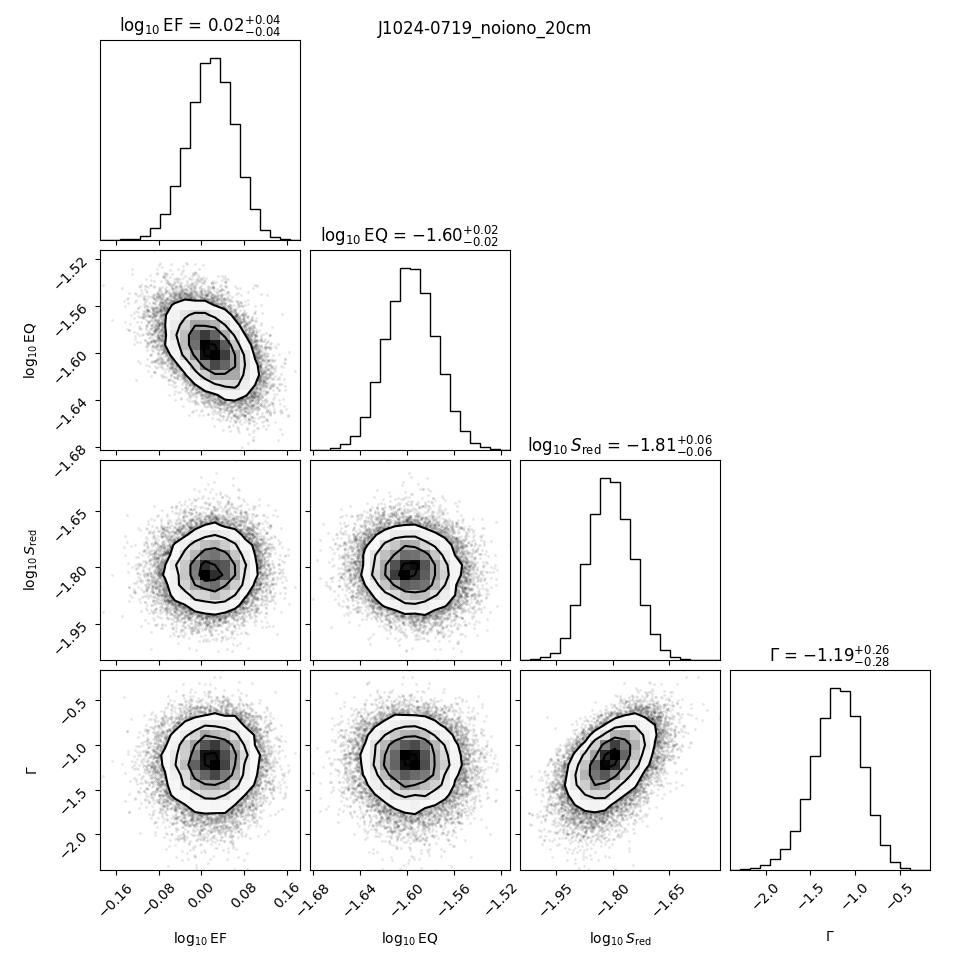 J1024-0719_noiono_20cm
log₁₀ EF = 0.02⁺⁰·⁰⁴₋₀.₀₄
log₁₀ EQ = −1.60⁺⁰·⁰²₋₀.₀₂
log₁₀ S_red = −1.81⁺⁰·⁰⁶₋₀.₀₆
Γ = −1.19⁺⁰·²⁶₋₀.₂₈
log₁₀ EQ
−1.52
−1.56
−1.60
−1.64
−1.68
log₁₀ S_red
−1.65
−1.80
−1.95
Γ
−0.5
−1.0
−1.5
−2.0
−0.16 −0.08 0.00 0.08 0.16
log₁₀ EF
−1.68 −1.64 −1.60 −1.56 −1.52
log₁₀ EQ
−1.95 −1.80 −1.65
log₁₀ S_red
−2.0 −1.5 −1.0 −0.5
Γ